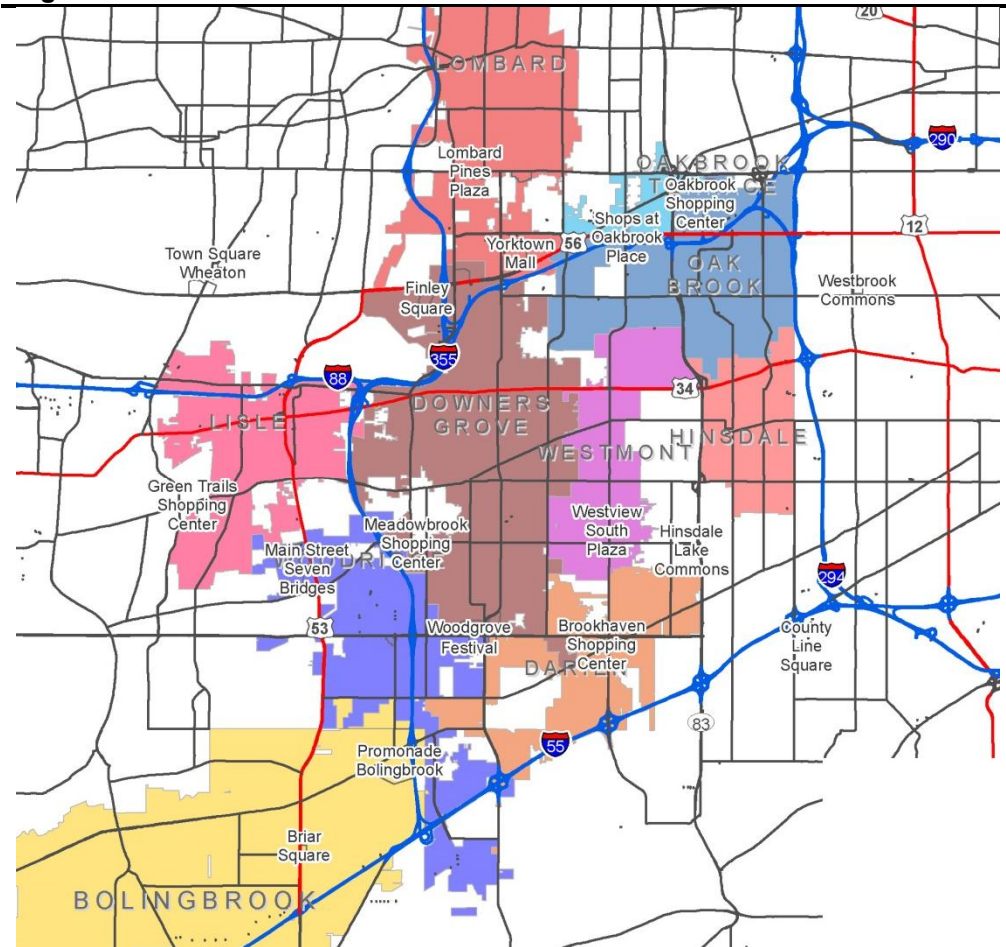 20
LOMBARD
290
Lombard
Pines
Plaza
OAKBROOK
Oakbrook
Shopping
Center
12
Shops at
Oakbrook
Place
56
Yorktown
Mall
Town Square
Wheaton
OAK
BROOK
Westbrook
Commons
Finley
Square
355
88
34
DOWNERS
GROVE
LISLE
WESTMONT
HINSDALE
Green Trails
Shopping
Center
Meadowbrook
Shopping
Center
Westview
South
Plaza
Hinsdale
Lake
Commons
Main Street
Seven
Bridges
294
53
Woodgrove
Festival
Brookhaven
Shopping
Center
County
Line
Square
DARIEN
83
55
Promonade
Bolingbrook
Briar
Square
BOLINGBROOK